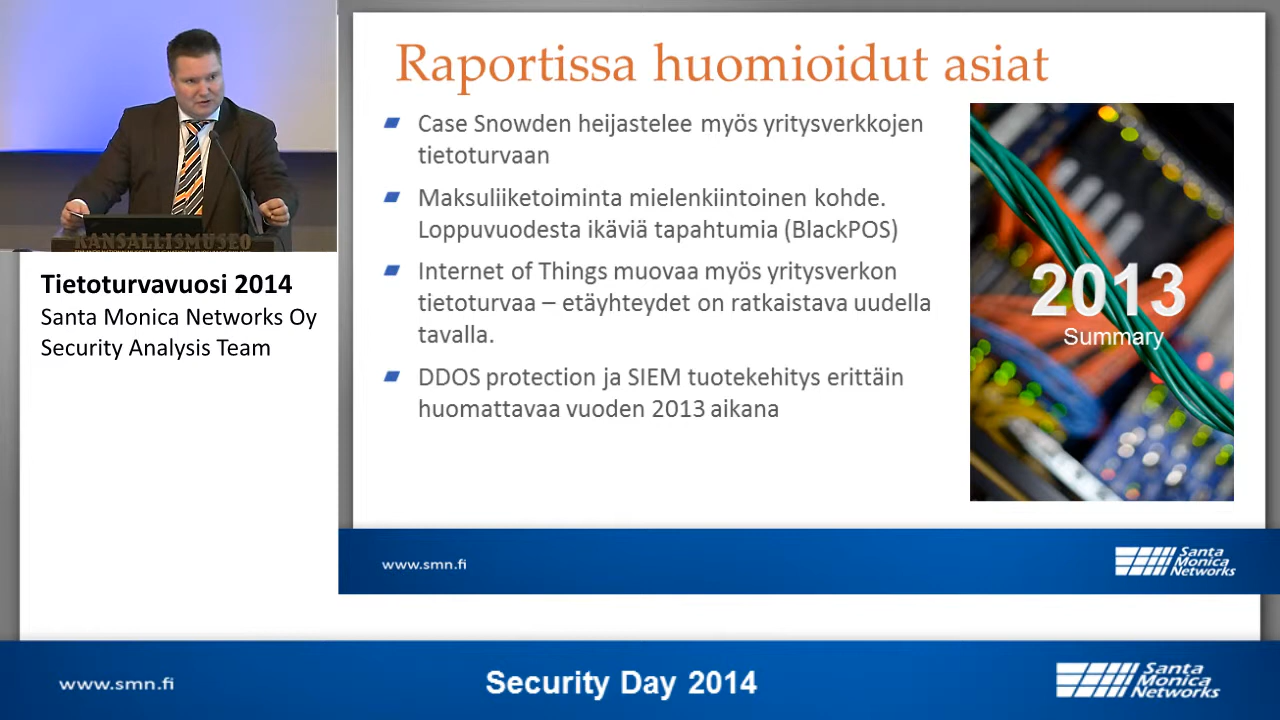 KANSALLISMUSEO
Tietoturvavuosi 2014
Santa Monica Networks Oy
Security Analysis Team
Raportissa huomioidut asiat
Case Snowden heijastelee myös yritysverkkojen
tietoturvaan
Maksuliiketoiminta mielenkiintoinen kohde.
Loppuvuodesta ikäviä tapahtumia (BlackPOS)
Internet of Things muovaa myös yritysverkon
tietoturvaa – etäyhteydet on ratkaistava uudella
tavalla.
DDOS protection ja SIEM tuotekehitys erittäin
huomattavaa vuoden 2013 aikana
2013
Summary
www.smn.fi
Santa
Monica
Networks
www.smn.fi
Security Day 2014
Santa
Monica
Networks